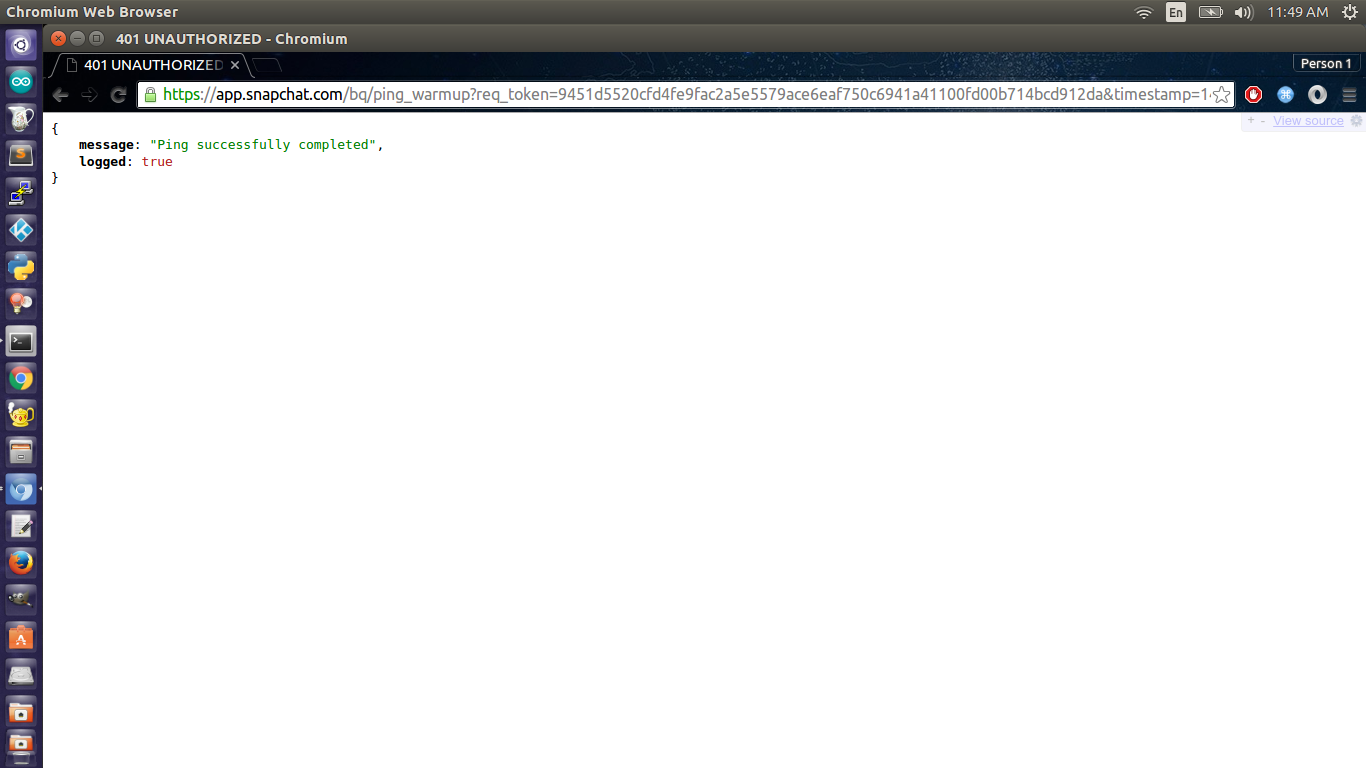 Chromium Web Browser
En
11:49 AM
401 UNAUTHORIZED - Chromium
401 UNAUTHORIZED
Person 1
https://app.snapchat.com/bq/ping_warmup?req_token=9451d5520cfd4fe9fac2a5e5579ace6eaf750c6941a41100fd00b714bcd912da&timestamp=1
+ - View source
{
message: "Ping successfully completed",
logged: true
}